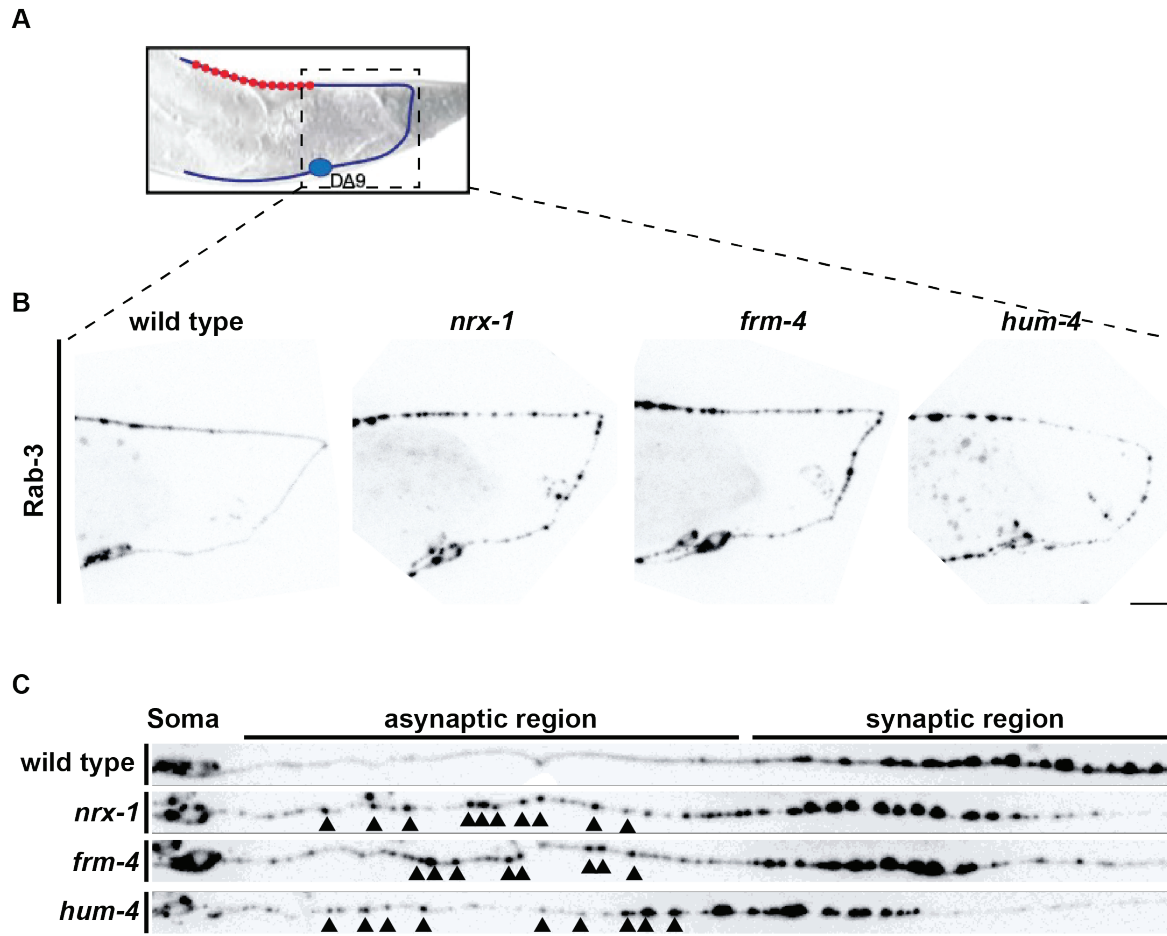 A
DA9
B
wild type nrx-1 frm-4 hum-4
Rab-3
C
Soma asynaptic region synaptic region
wild type
nrx-1
frm-4
hum-4